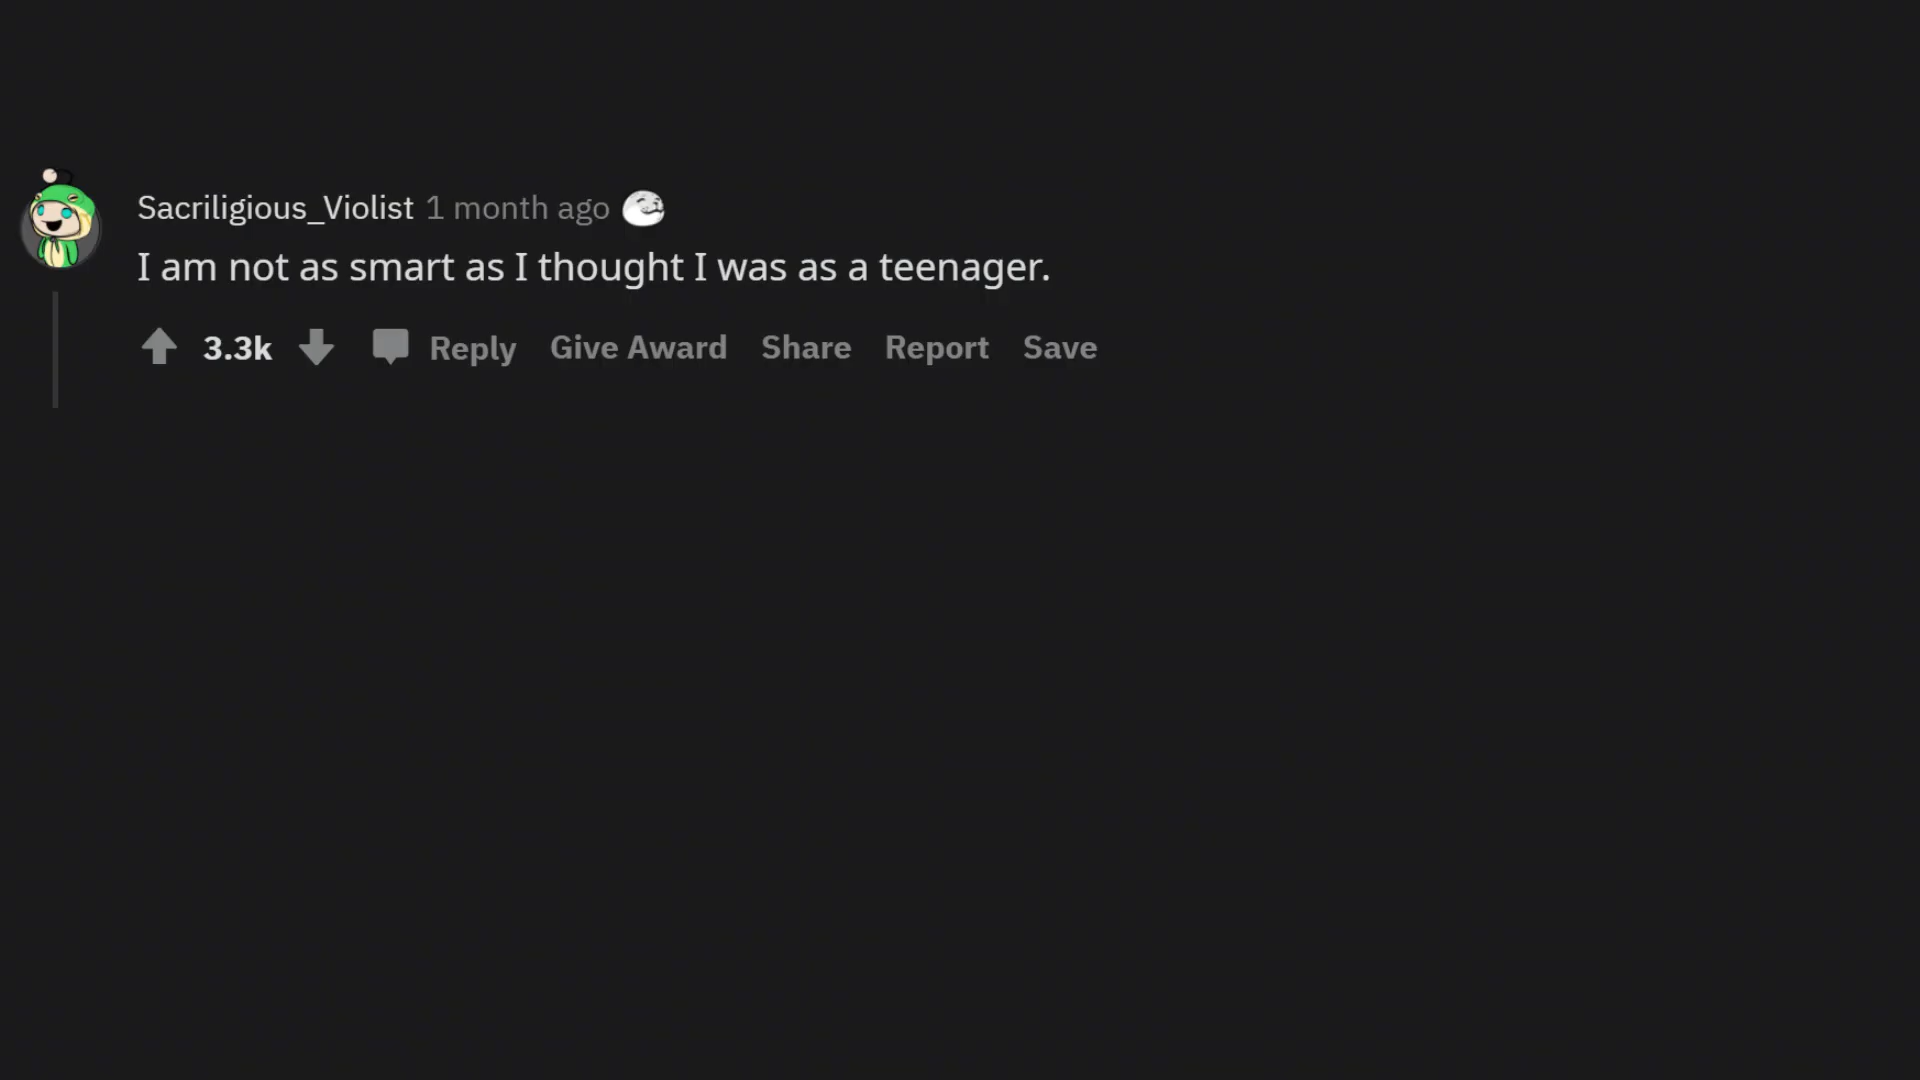 Sacriligious_Violist 1 month ago
I am not as smart as I thought I was as a teenager.
3.3k Reply Give Award Share Report Save